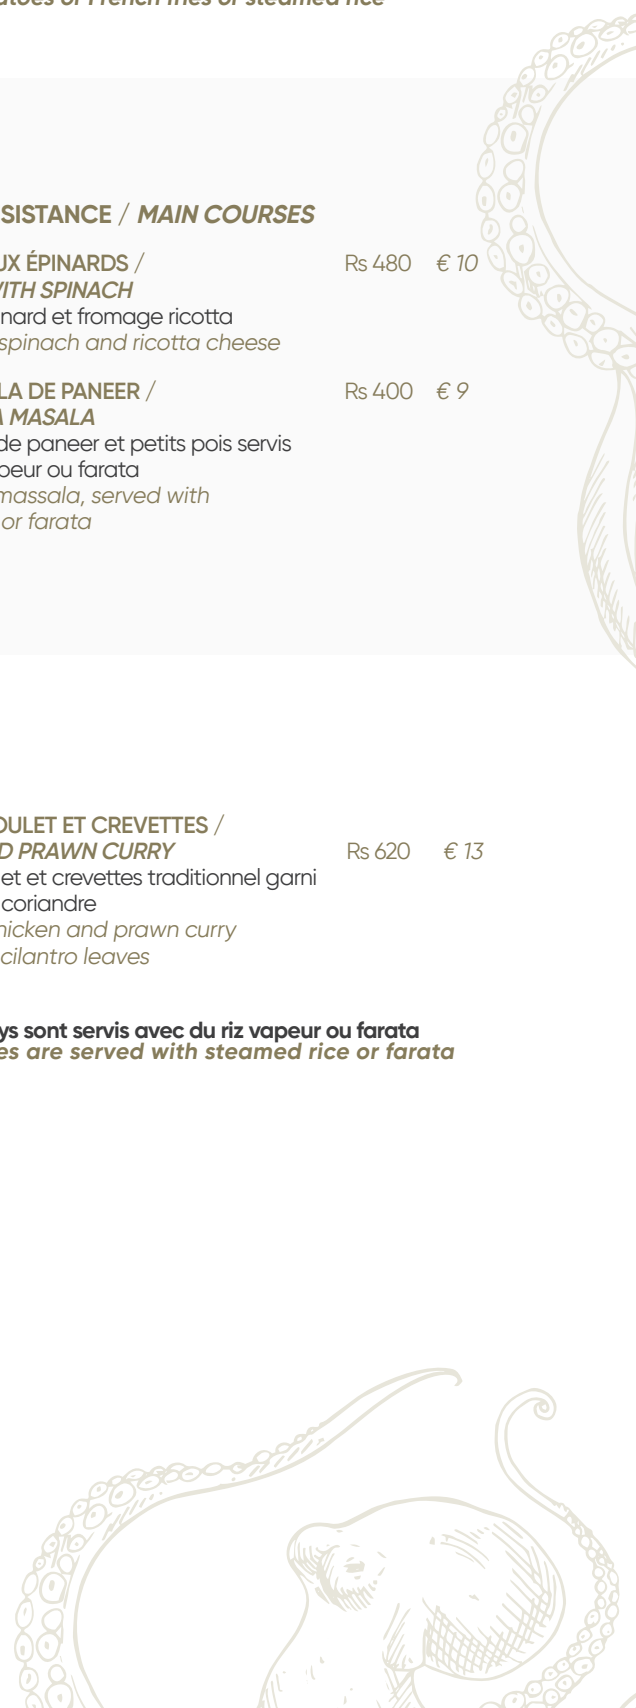 or French fries or steamed rice
SISTANCE / MAIN COURSES
UX ÉPINARDS / Rs 480 € 10
WITH SPINACH
nard et fromage ricotta
spinach and ricotta cheese
LA DE PANEER / Rs 400 € 9
A MASALA
de paneer et petits pois servis
peur ou farata
massala, served with
or farata
OULET ET CREVETTES /
D PRAWN CURRY Rs 620 € 13
et et crevettes traditionnel garni
coriandre
hicken and prawn curry
cilantro leaves
ys sont servis avec du riz vapeur ou farata
es are served with steamed rice or farata